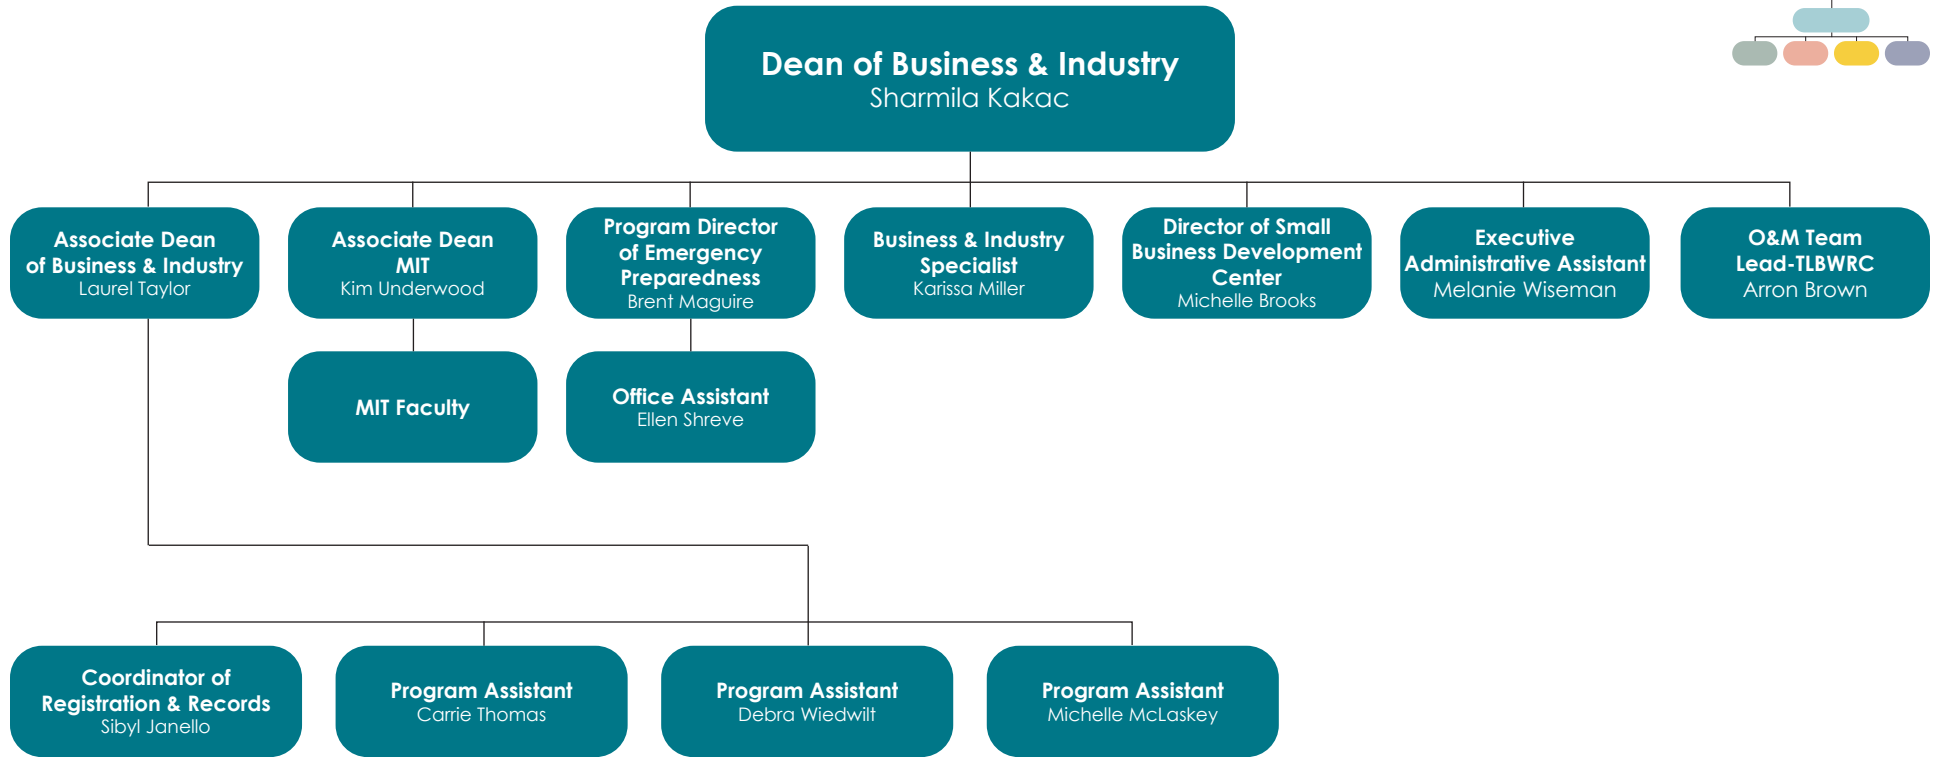 Dean of Business & Industry
Sharmila Kakac
Associate Dean
of Business & Industry
Laurel Taylor
Associate Dean
MIT
Kim Underwood
Program Director
of Emergency
Preparedness
Brent Maguire
Business & Industry
Specialist
Karissa Miller
Director of Small
Business Development
Center
Michelle Brooks
Executive
Administrative Assistant
Melanie Wiseman
O&M Team
Lead-TLBWRC
Arron Brown
MIT Faculty
Office Assistant
Ellen Shreve
Coordinator of
Registration & Records
Sibyl Janello
Program Assistant
Carrie Thomas
Program Assistant
Debra Wiedwilt
Program Assistant
Michelle McLaskey